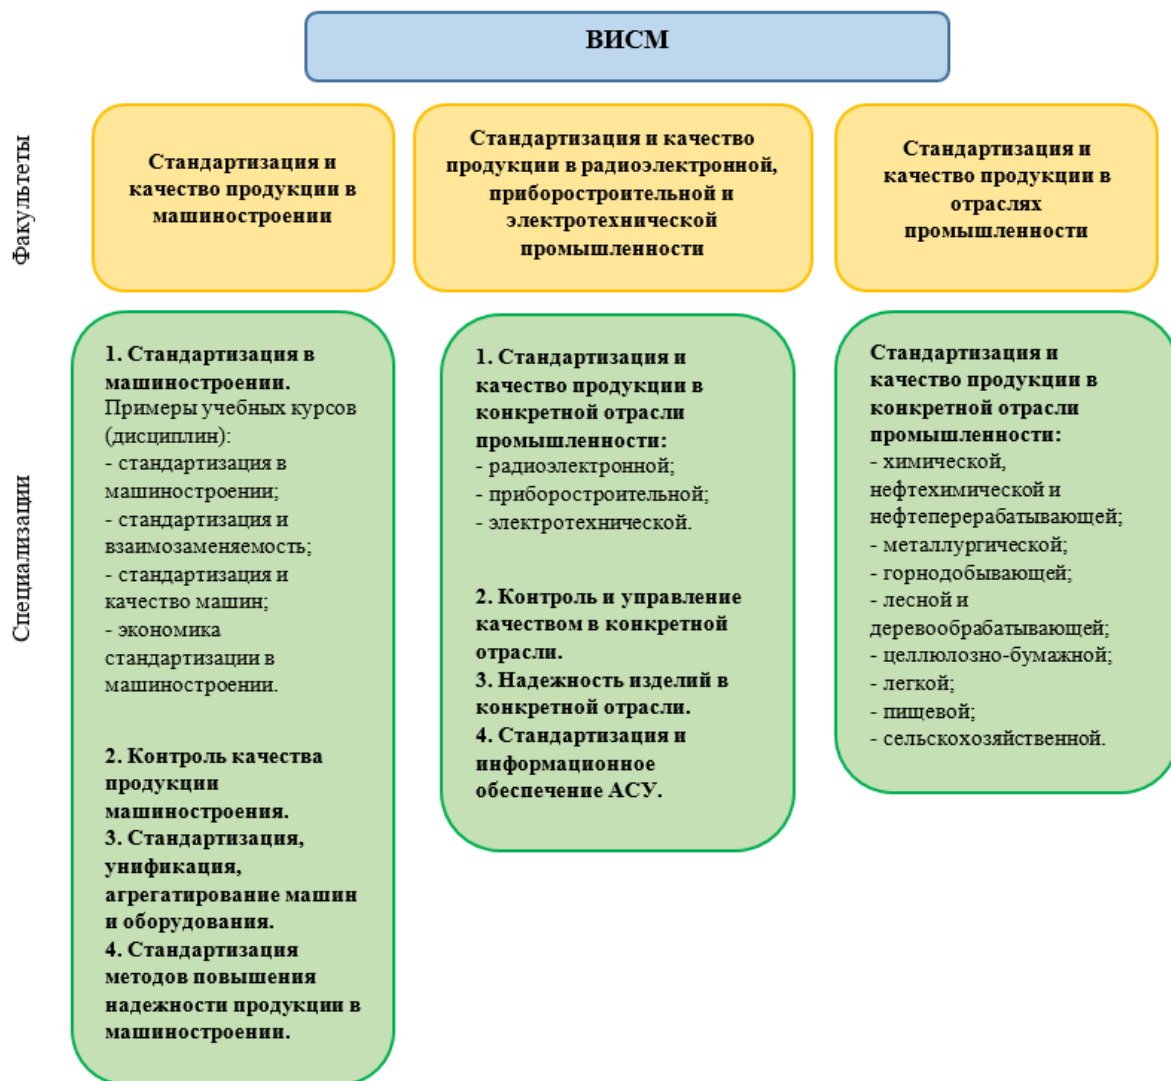 ВИСМ
Факультеты
Стандартизация и
качество продукции в
машиностроении
Стандартизация и качество
продукции в радиоэлектронной,
приборостроительной и
электротехнической
промышленности
Стандартизация и
качество продукции в
отраслях
промышленности
Специализации
1. Стандартизация в
машиностроении.
Примеры учебных курсов
(дисциплин):
- стандартизация в
машиностроении;
- стандартизация и
взаимозаменяемость;
- стандартизация и
качество машин;
- экономика
стандартизации в
машиностроении.
2. Контроль качества
продукции
машиностроения.
3. Стандартизация,
унификация,
агрегатирование машин
и оборудования.
4. Стандартизация
методов повышения
надежности продукции в
машиностроении.
1. Стандартизация и
качество продукции в
конкретной отрасли
промышленности:
- радиоэлектронной;
- приборостроительной;
- электротехнической.
2. Контроль и управление
качеством в конкретной
отрасли.
3. Надежность изделий в
конкретной отрасли.
4. Стандартизация и
информационное
обеспечение АСУ.
Стандартизация и
качество продукции в
конкретной отрасли
промышленности:
- химической,
нефтехимической и
нефтеперерабатывающей;
- металлургической;
- горнодобывающей;
- лесной и
деревообрабатывающей;
- целлюлозно-бумажной;
- легкой;
- пищевой;
- сельскохозяйственной.